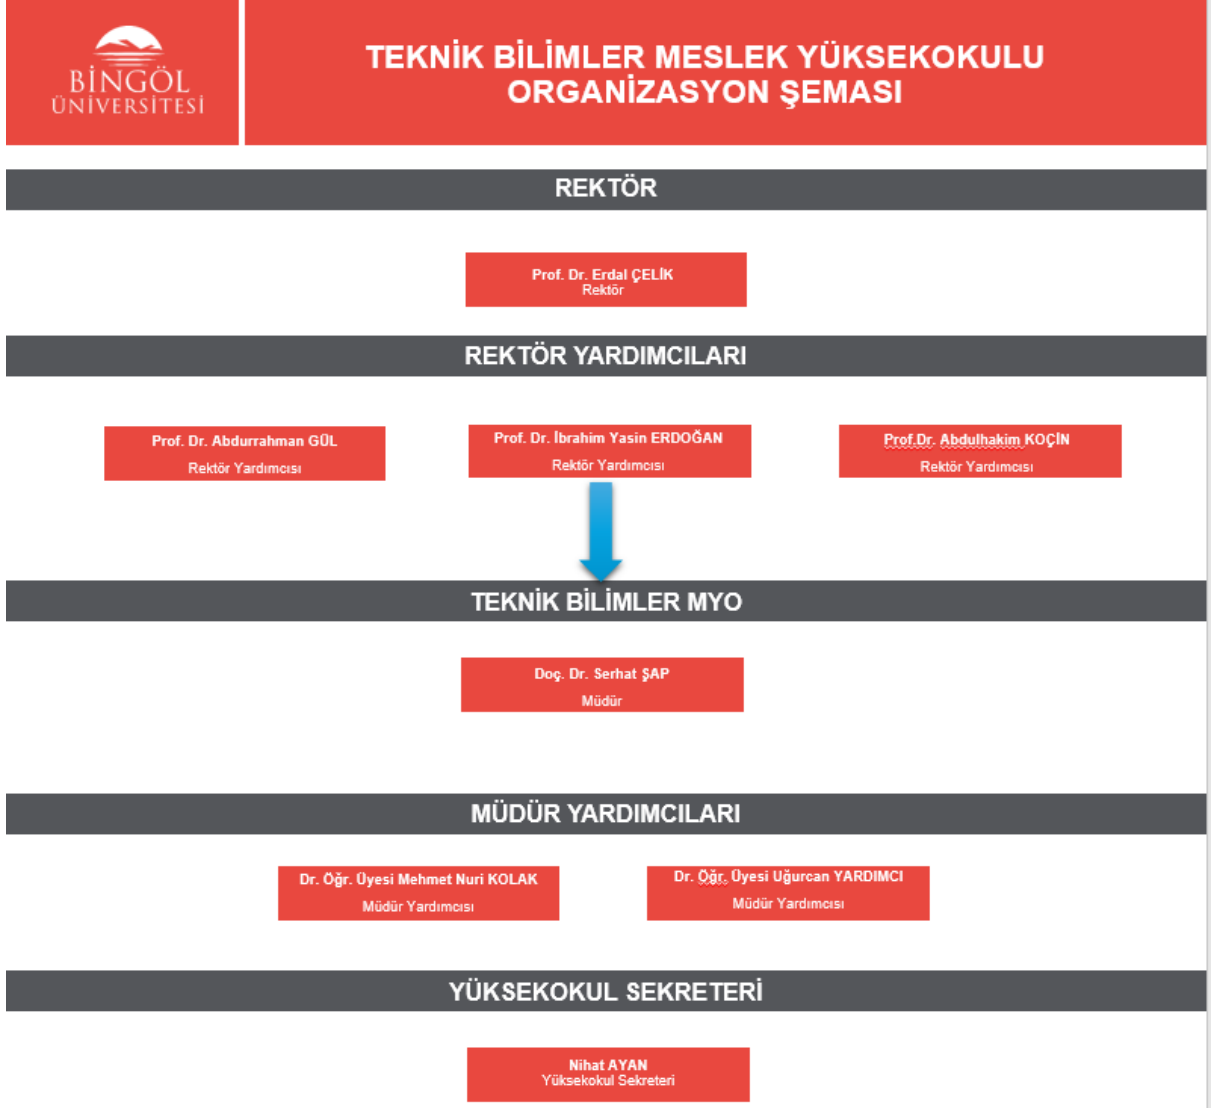 BİNGÖL
ÜNİVERSİTESİ
TEKNİK BİLİMLER MESLEK YÜKSEKOKULU
ORGANİZASYON ŞEMASI
REKTÖR
Prof. Dr. Erdal ÇELİK
Rektör
REKTÖR YARDIMCILARI
Prof. Dr. Abdurrahman GÜL
Rektör Yardımcısı
Prof. Dr. İbrahim Yasin ERDOĞAN
Rektör Yardımcısı
Prof.Dr. Abdulhakim KOÇİN
Rektör Yardımcısı
TEKNİK BİLİMLER MYO
Doç. Dr. Serhat ŞAP
Müdür
MÜDÜR YARDIMCILARI
Dr. Öğr. Üyesi Mehmet Nuri KOLAK
Müdür Yardımcısı
Dr. Öğr. Üyesi Uğurcan YARDIMCI
Müdür Yardımcısı
YÜKSEKOKUL SEKRETERİ
Nihat AYAN
Yüksekokul Sekreteri